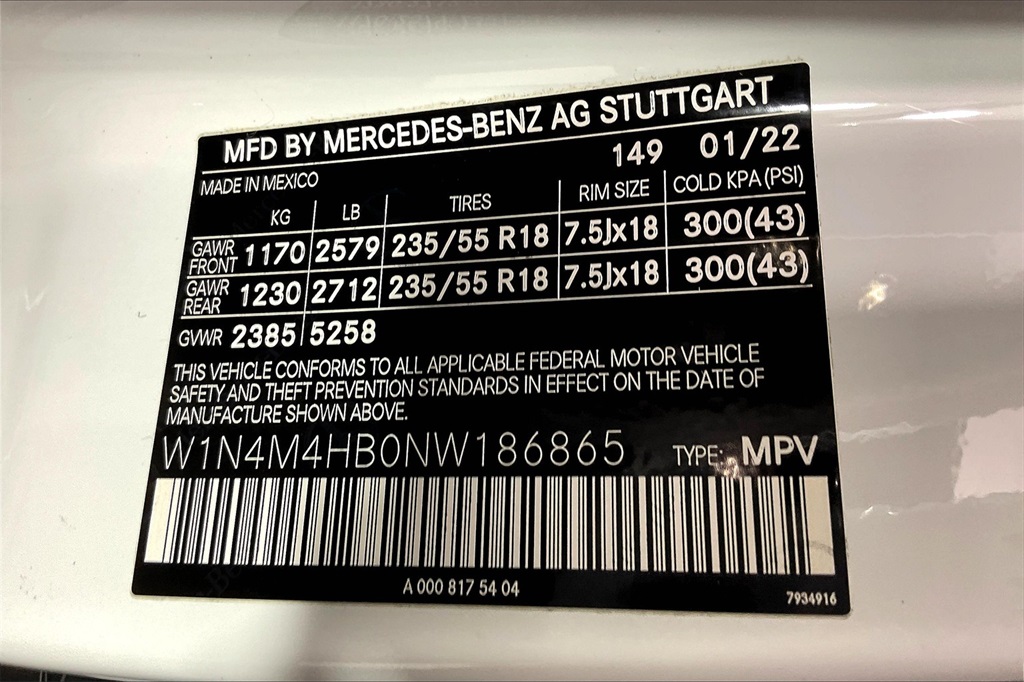 MFD BY MERCEDES-BENZ AG STUTTGART
149 01/22
MADE IN MEXICO
KG LB TIRES RIM SIZE COLD KPA (PSI)
GAWR FRONT 1170 2579 235/55 R18 7.5Jx18 300(43)
GAWR REAR 1230 2712 235/55 R18 7.5Jx18 300(43)
GVWR 2385 5258
THIS VEHICLE CONFORMS TO ALL APPLICABLE FEDERAL MOTOR VEHICLE
SAFETY AND THEFT PREVENTION STANDARDS IN EFFECT ON THE DATE OF
MANUFACTURE SHOWN ABOVE.
W1N4M4HB0NW186865 TYPE: MPV
A 000 817 54 04
7934916